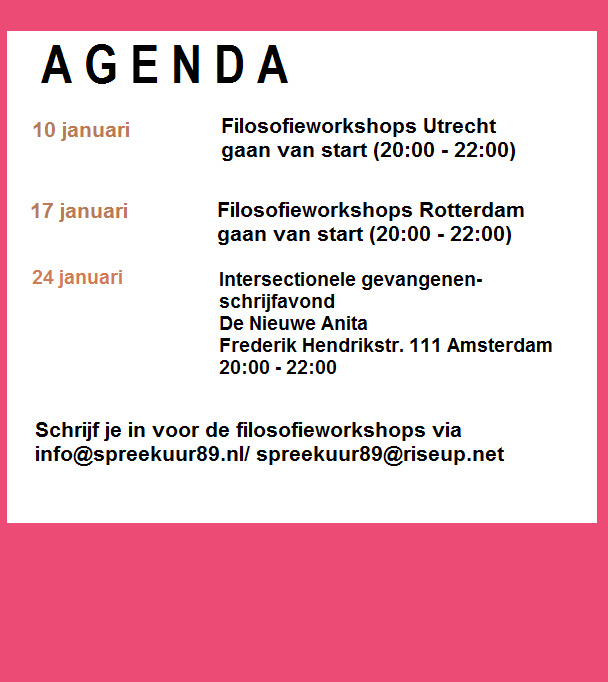 AGENDA
10 januari
Filosofieworkshops Utrecht
gaan van start (20:00 - 22:00)
17 januari
Filosofieworkshops Rotterdam
gaan van start (20:00 - 22:00)
24 januari
Intersectionele gevangenen-
schrijfavond
De Nieuwe Anita
Frederik Hendrikstr. 111 Amsterdam
20:00 - 22:00
Schrijf je in voor de filosofieworkshops via
info@spreekuur89.nl/ spreekuur89@riseup.net